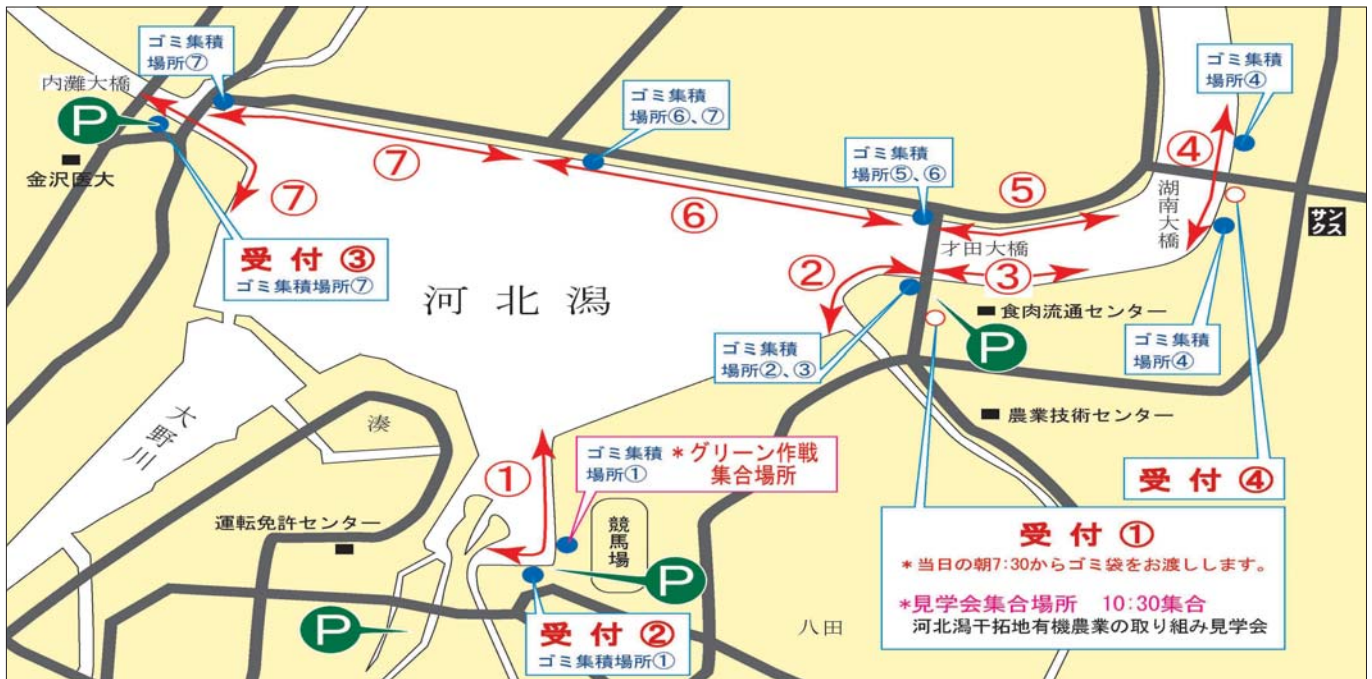 ゴミ集積
場所⑦
内灘大橋
P
金沢医大
ゴミ集積
場所⑥、⑦
ゴミ集積
場所④
ゴミ集積
場所⑤、⑥
④
⑦
⑦
⑥
⑤
湖南大橋
サン
クス
受付③
ゴミ集積場所⑦
河北潟
②
才田大橋
③
食肉流通センター
P
ゴミ集積
場所②、③
ゴミ集積
場所④
大野川
湊
農業技術センター
①
ゴミ集積
場所①
*グリーン作戦
集合場所
受付④
運転免許センター
競馬場
P
P
受付②
ゴミ集積場所①
八田
受付①
*当日の朝7:30からゴミ袋をお渡しします。
*見学会集合場所 10:30集合
河北潟干拓地有機農業の取り組み見学会